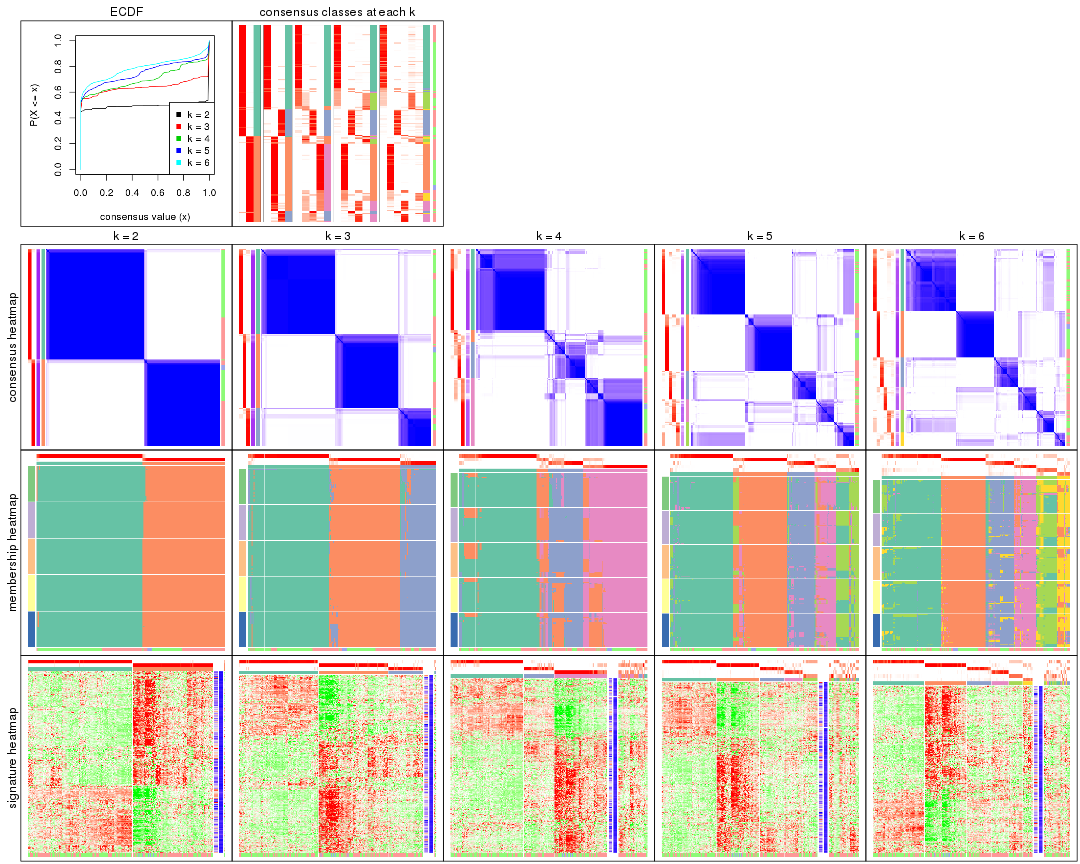 ECDF
consensus classes at each k
P(X <= x)
0.0 0.2 0.4 0.6 0.8 1.0
k = 2
k = 3
k = 4
k = 5
k = 6
0.0 0.2 0.4 0.6 0.8 1.0
consensus value (x)
k = 2
k = 3
k = 4
k = 5
k = 6
consensus heatmap
membership heatmap
signature heatmap